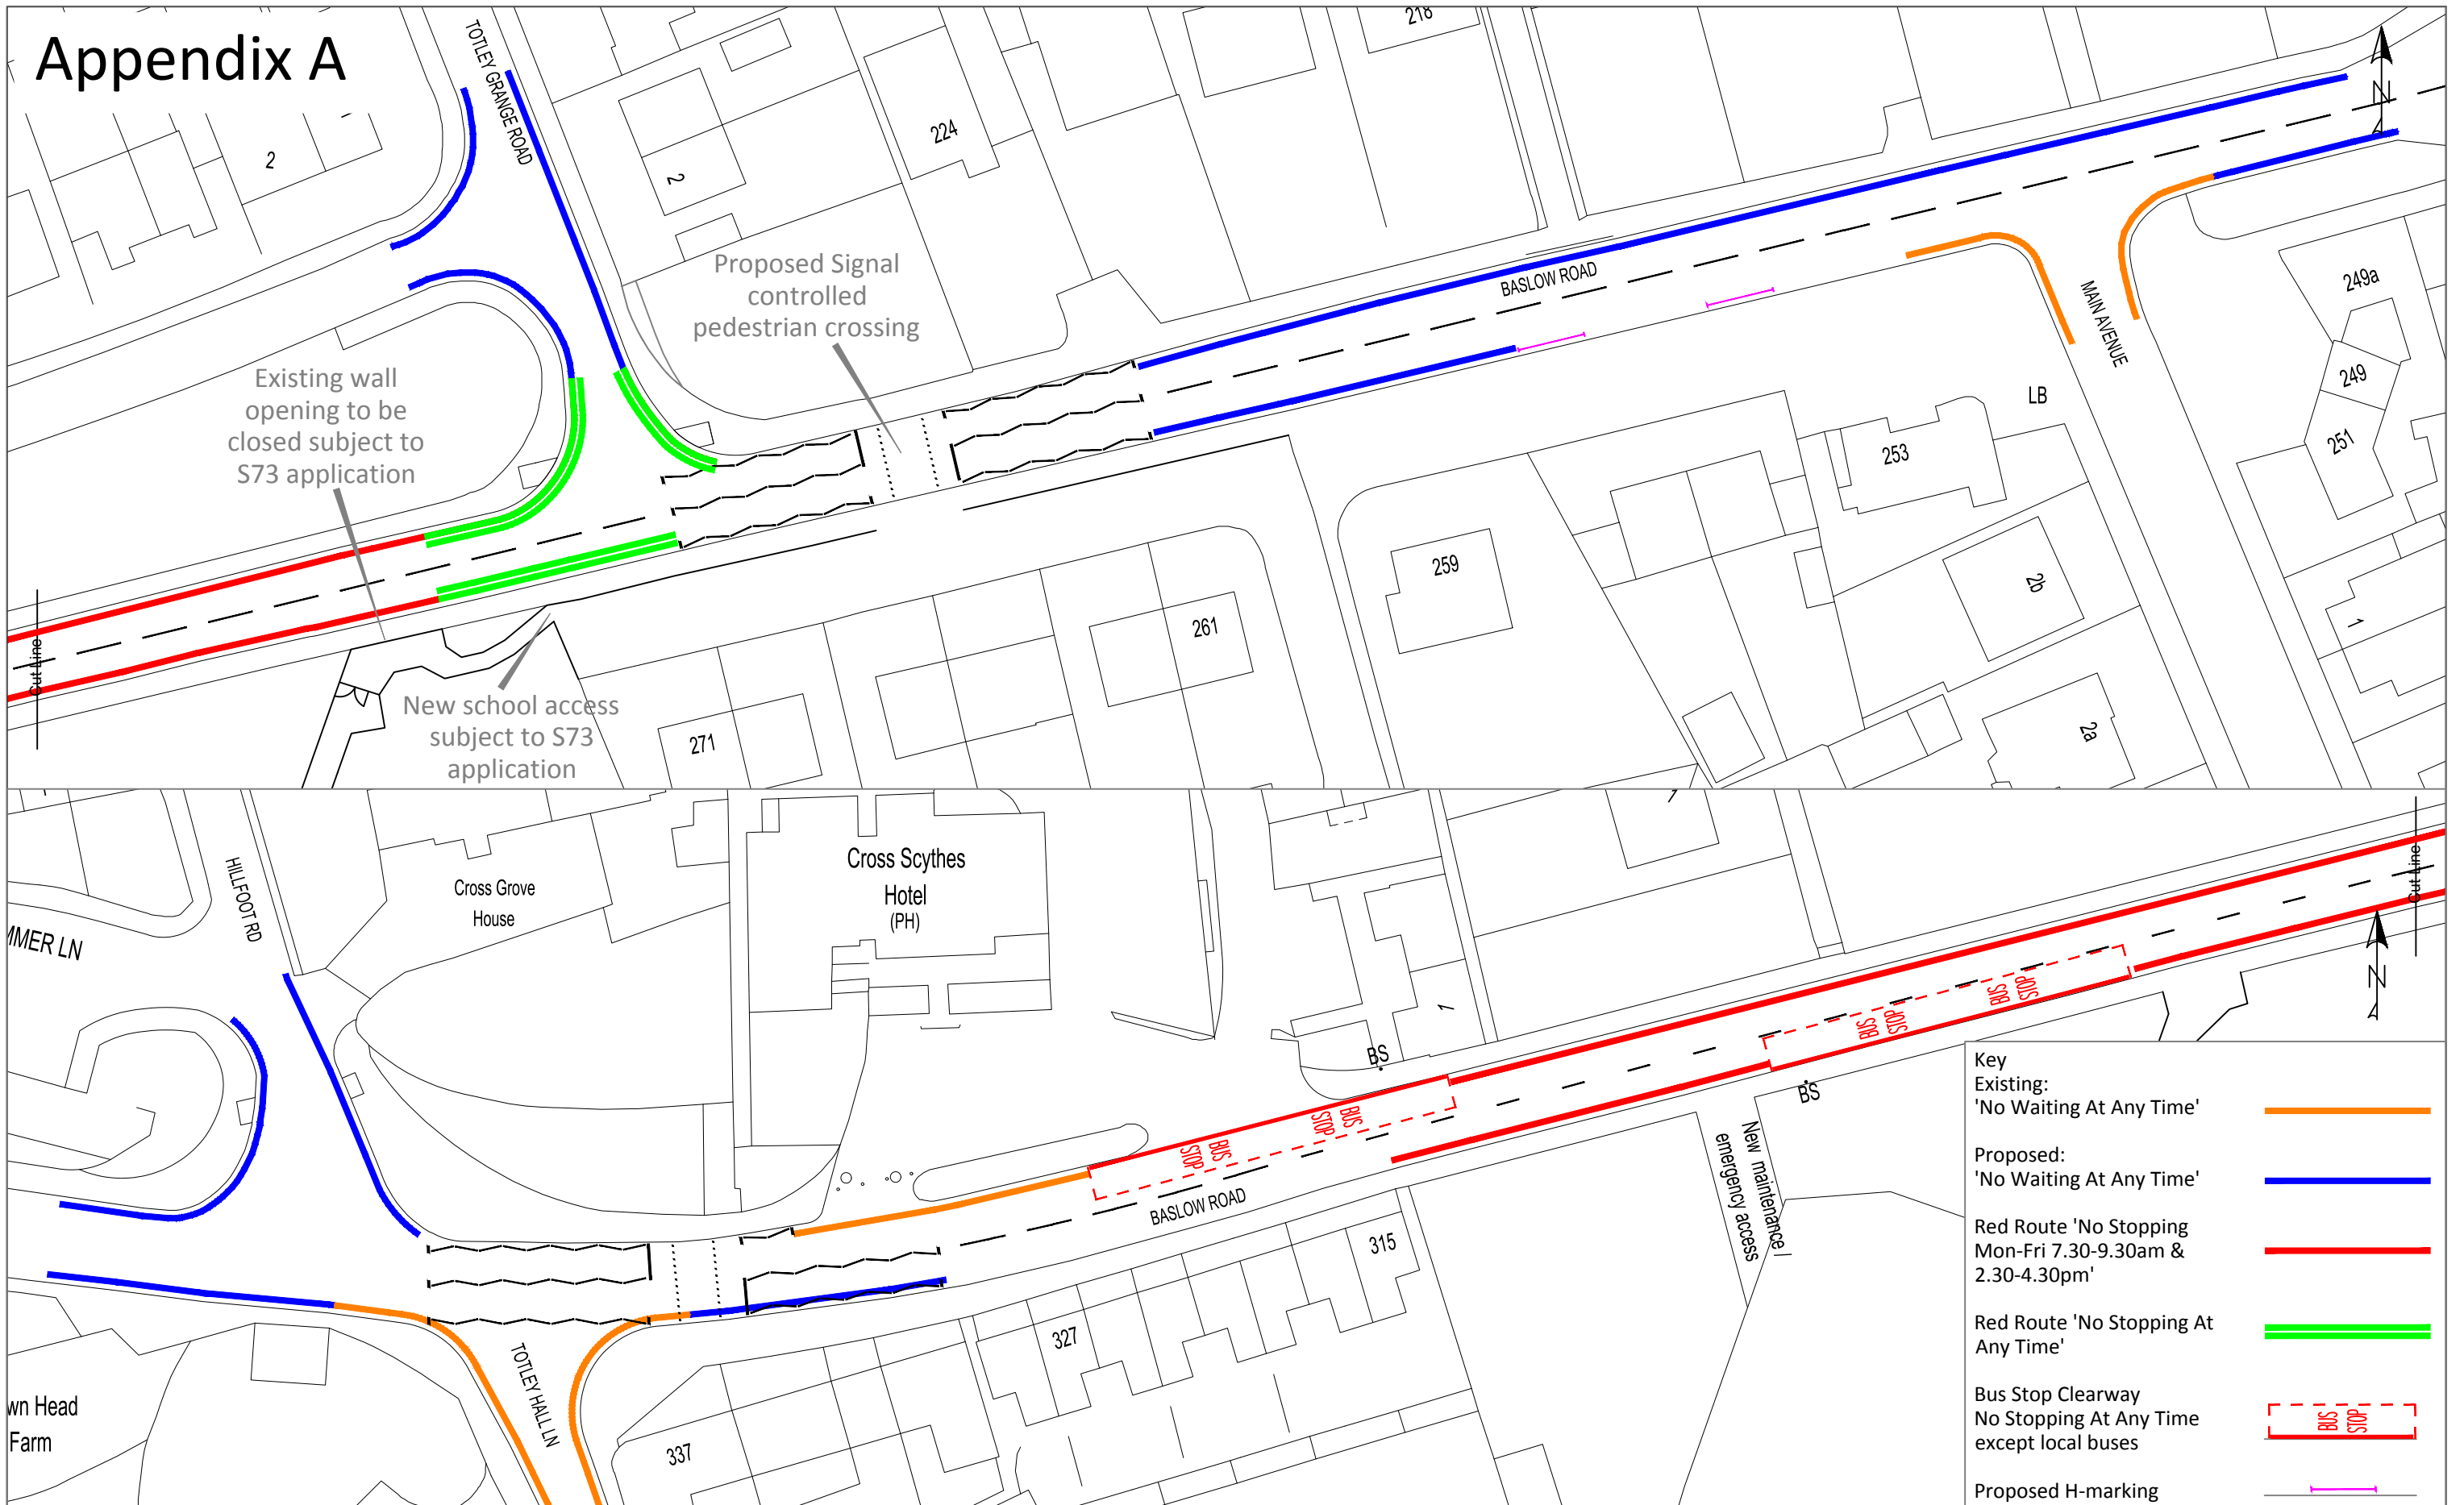 Appendix A
TOTLEY GRANGE ROAD
2
2
224
218
N
Proposed Signal
controlled
pedestrian crossing
BASLOW ROAD
MAIN AVENUE
249a
249
251
LB
253
Existing wall
opening to be
closed subject to
S73 application
259
2b
1
261
Cut Line
New school access
subject to S73
application
271
2a
HILLFOOT RD
Cross Grove
House
Cross Scythes
Hotel
(PH)
1
Cut Line
MMER LN
N
1
BS
BUS
STOP
BUS
STOP
BUS
STOP
BUS
STOP
BS
BASLOW ROAD
New maintenance /
emergency access
315
327
337
TOTLEY HALL LN
wn Head
Farm
Key
Existing:
'No Waiting At Any Time'
Proposed:
'No Waiting At Any Time'
Red Route 'No Stopping
Mon-Fri 7.30-9.30am &
2.30-4.30pm'
Red Route 'No Stopping At
Any Time'
Bus Stop Clearway
No Stopping At Any Time
except local buses
BUS
STOP
Proposed H-marking